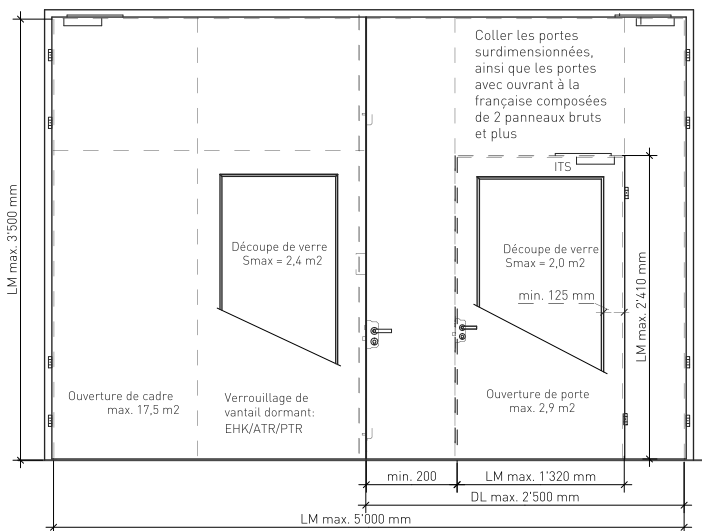 Coller les portes
surdimensionnées,
ainsi que les portes
avec ouvrant à la
française composées
de 2 panneaux bruts
et plus
ITS
LM max. 3'500 mm
Découpe de verre
Smax = 2,4 m2
Découpe de verre
Smax = 2,0 m2
min. 125 mm
LM max. 2'410 mm
Ouverture de cadre
max. 17,5 m2
Verrouillage de
vantail dormant:
EHK/ATR/PTR
Ouverture de porte
max. 2,9 m2
min. 200
LM max. 1'320 mm
DL max. 2'500 mm
LM max. 5'000 mm